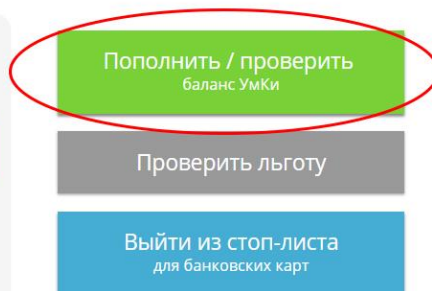 Пополнить / проверить
баланс УмКи
Проверить льготу
Выйти из стоп-листа
для банковских карт